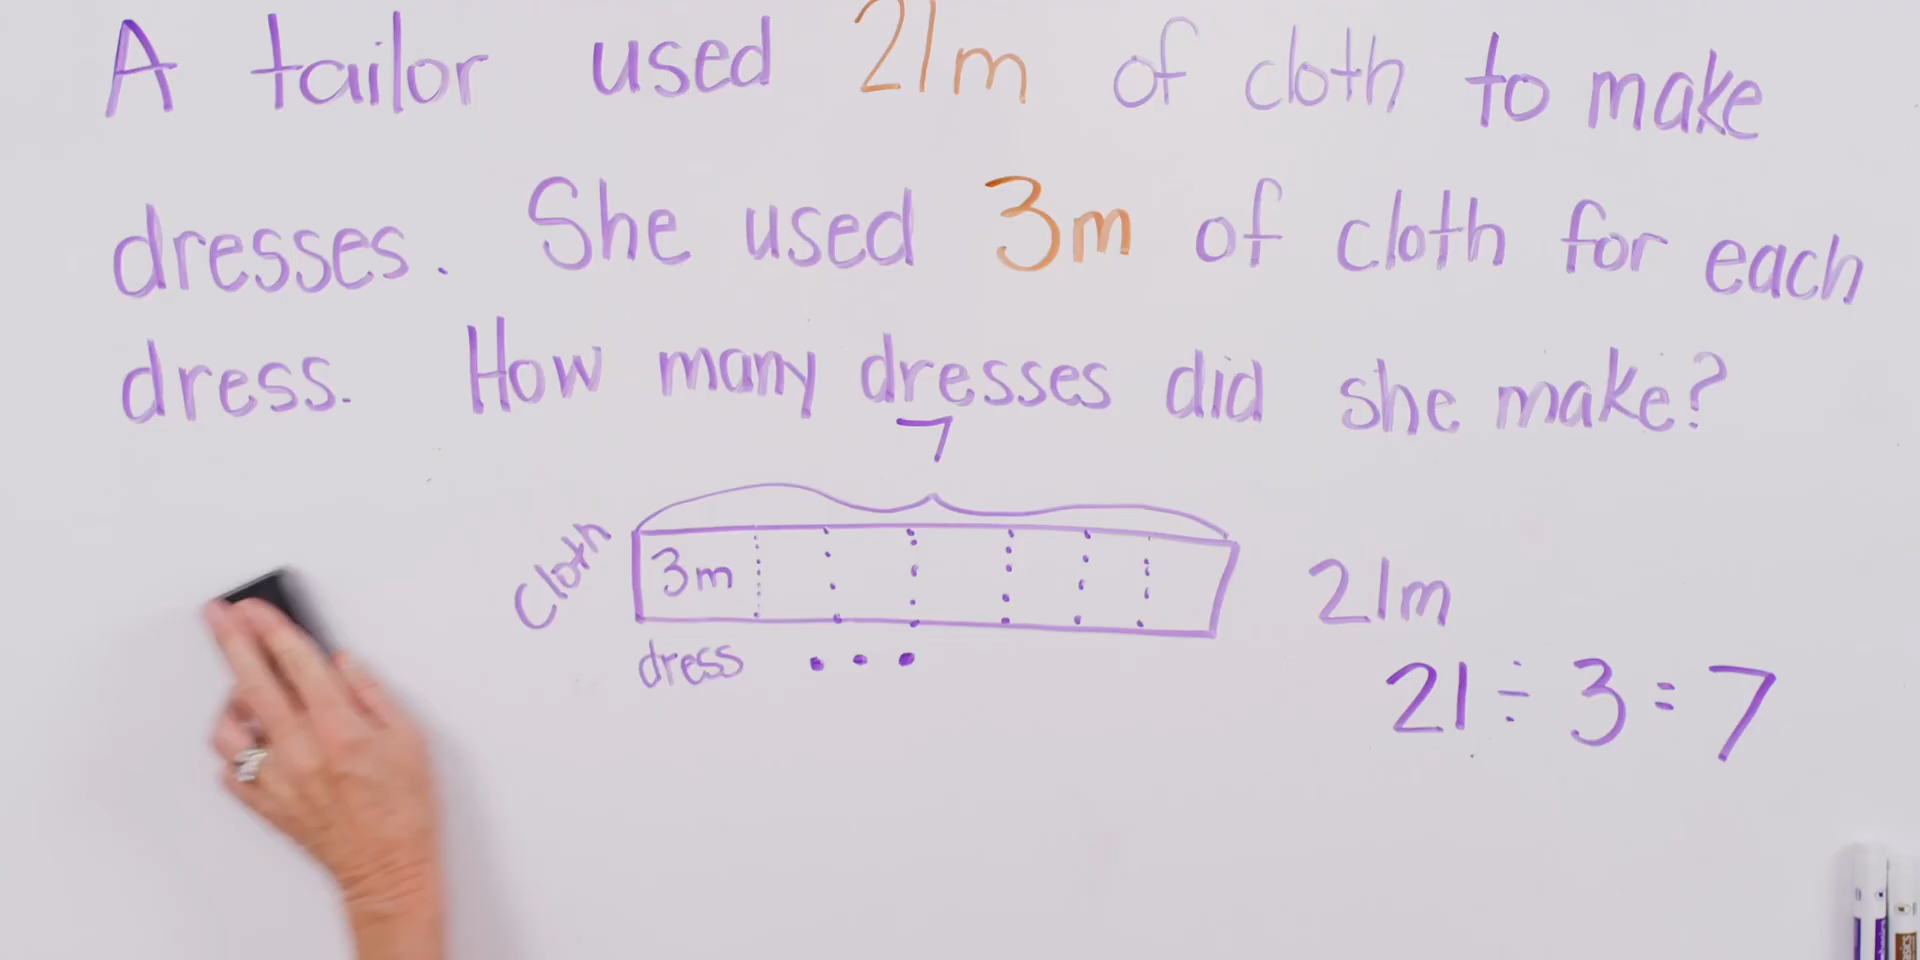 A tailor used 21m of cloth to make
dresses. She used 3m of cloth for each
dress. How many dresses did she make?
7
Cloth
3m
21m
dress
21 ÷ 3 = 7